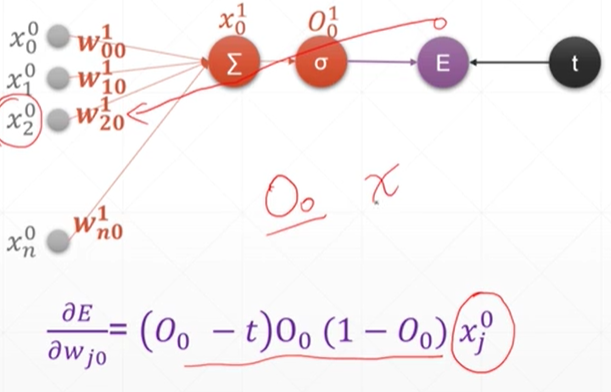 x₀¹ O₀¹
x₀⁰ w₀₀¹ Σ σ E t
x₁⁰ w₁₀¹
x₂⁰ w₂₀¹
O₀ x
xₙ⁰ wₙ₀¹
∂E/∂wⱼ₀ = (O₀ − t)O₀ (1 − O₀) xⱼ⁰